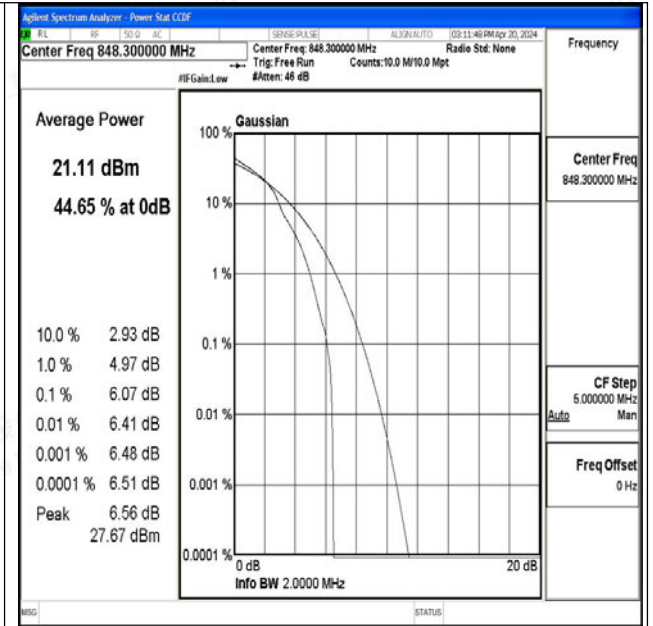 Agilent Spectrum Analyzer - Power Stat CCDF
RL RF 50 Ω AC SENSE:PULSE ALIGN AUTO 03:11:48 PM Apr 20, 2024
Center Freq 848.300000 MHz
Center Freq: 848.300000 MHz Radio Std: None
Trig: Free Run Counts:10.0 M/10.0 Mpt
#IFGain:Low #Atten: 46 dB
Frequency
Average Power
21.11 dBm
44.65 % at 0dB
10.0 % 2.93 dB
1.0 % 4.97 dB
0.1 % 6.07 dB
0.01 % 6.41 dB
0.001 % 6.48 dB
0.0001 % 6.51 dB
Peak 6.56 dB
27.67 dBm
Gaussian
100 %
10 %
1 %
0.1 %
0.01 %
0.001 %
0.0001 %
0 dB 20 dB
Info BW 2.0000 MHz
Center Freq
848.300000 MHz
CF Step
5.000000 MHz
Auto Man
Freq Offset
0 Hz
MSG STATUS